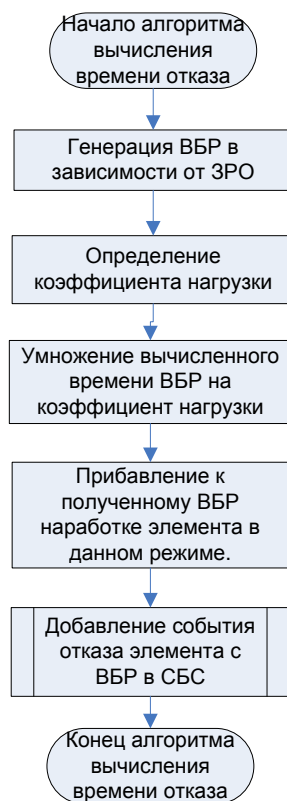 Начало алгоритма
вычисления
времени отказа
Генерация ВБР в
зависимости от ЗРО
Определение
коэффициента нагрузки
Умножение вычисленного
времени ВБР на
коэффициент нагрузки
Прибавление к
полученному ВБР
наработке элемента в
данном режиме.
Добавление события
отказа элемента с
ВБР в СБС
Конец алгоритма
вычисления
времени отказа